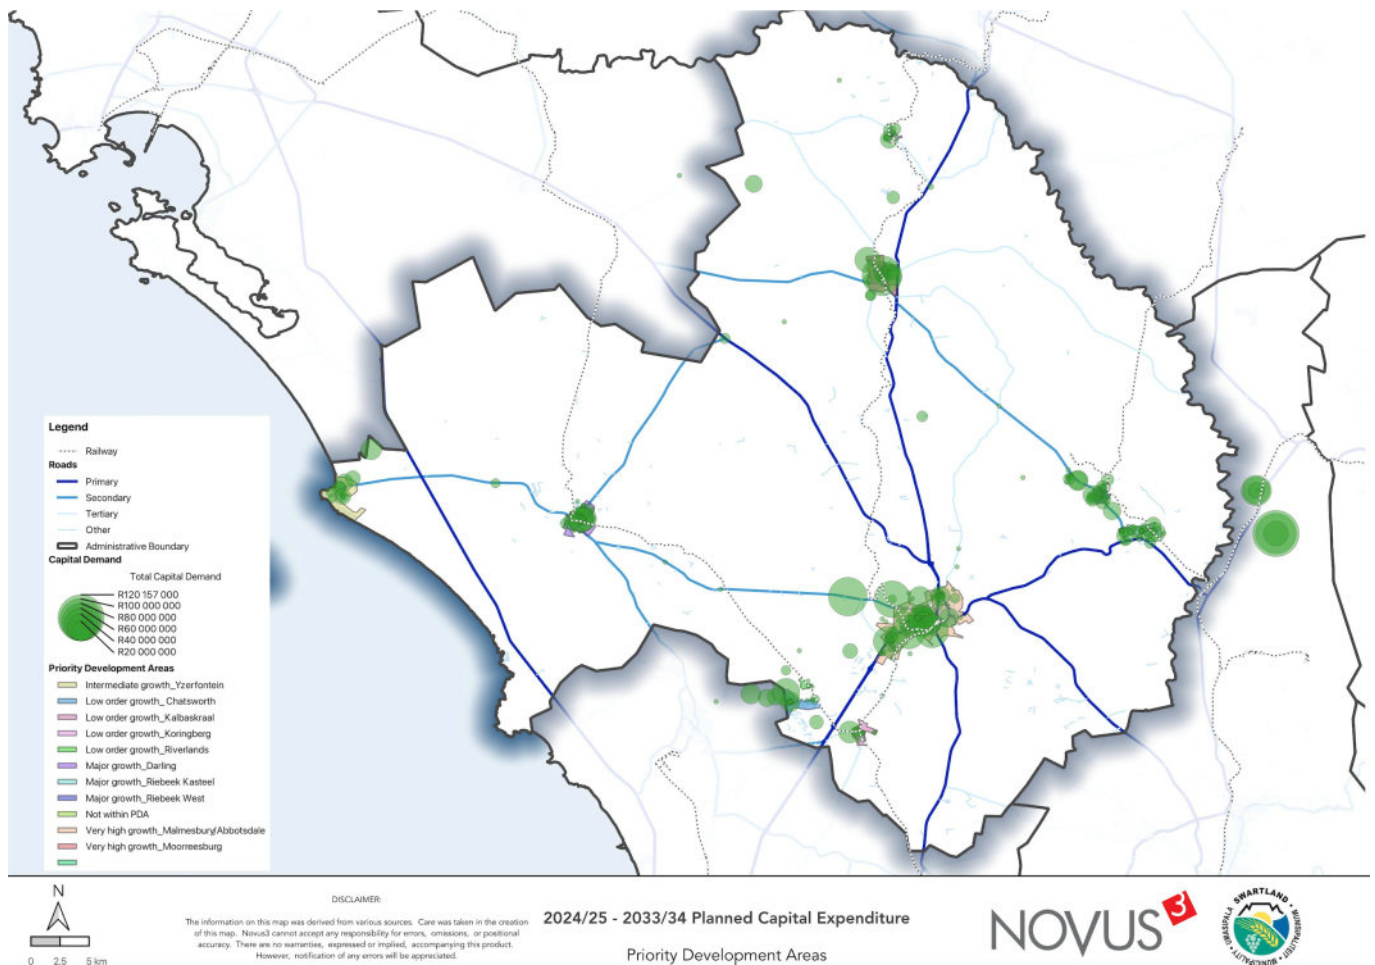 Legend
Railway
Roads
Primary
Secondary
Tertiary
Other
Administrative Boundary
Capital Demand
Total Capital Demand
R120 157 000
R100 000 000
R80 000 000
R60 000 000
R40 000 000
R20 000 000
Priority Development Areas
Intermediate growth_Yzerfontein
Low order growth_ Chatsworth
Low order growth_Kalbaskraal
Low order growth_Koringberg
Low order growth_Riverlands
Major growth_Darling
Major growth_Riebeek Kasteel
Major growth_Riebeek West
Not within PDA
Very high growth_Malmesbury/Abbotsdale
Very high growth_Moorreesburg
N
0 2.5 5 km
DISCLAIMER:
The information on this map was derived from various sources. Care was taken in the creation
of this map. Novus3 cannot accept any responsibility for errors, omissions, or positional
accuracy. There are no warranties, expressed or implied, accompanying this product.
However, notification of any errors will be appreciated.
2024/25 - 2033/34 Planned Capital Expenditure
Priority Development Areas
NOVUS3
SWARTLAND
MUNISIPALITEIT • MUNICIPALITY • UMASIPALA